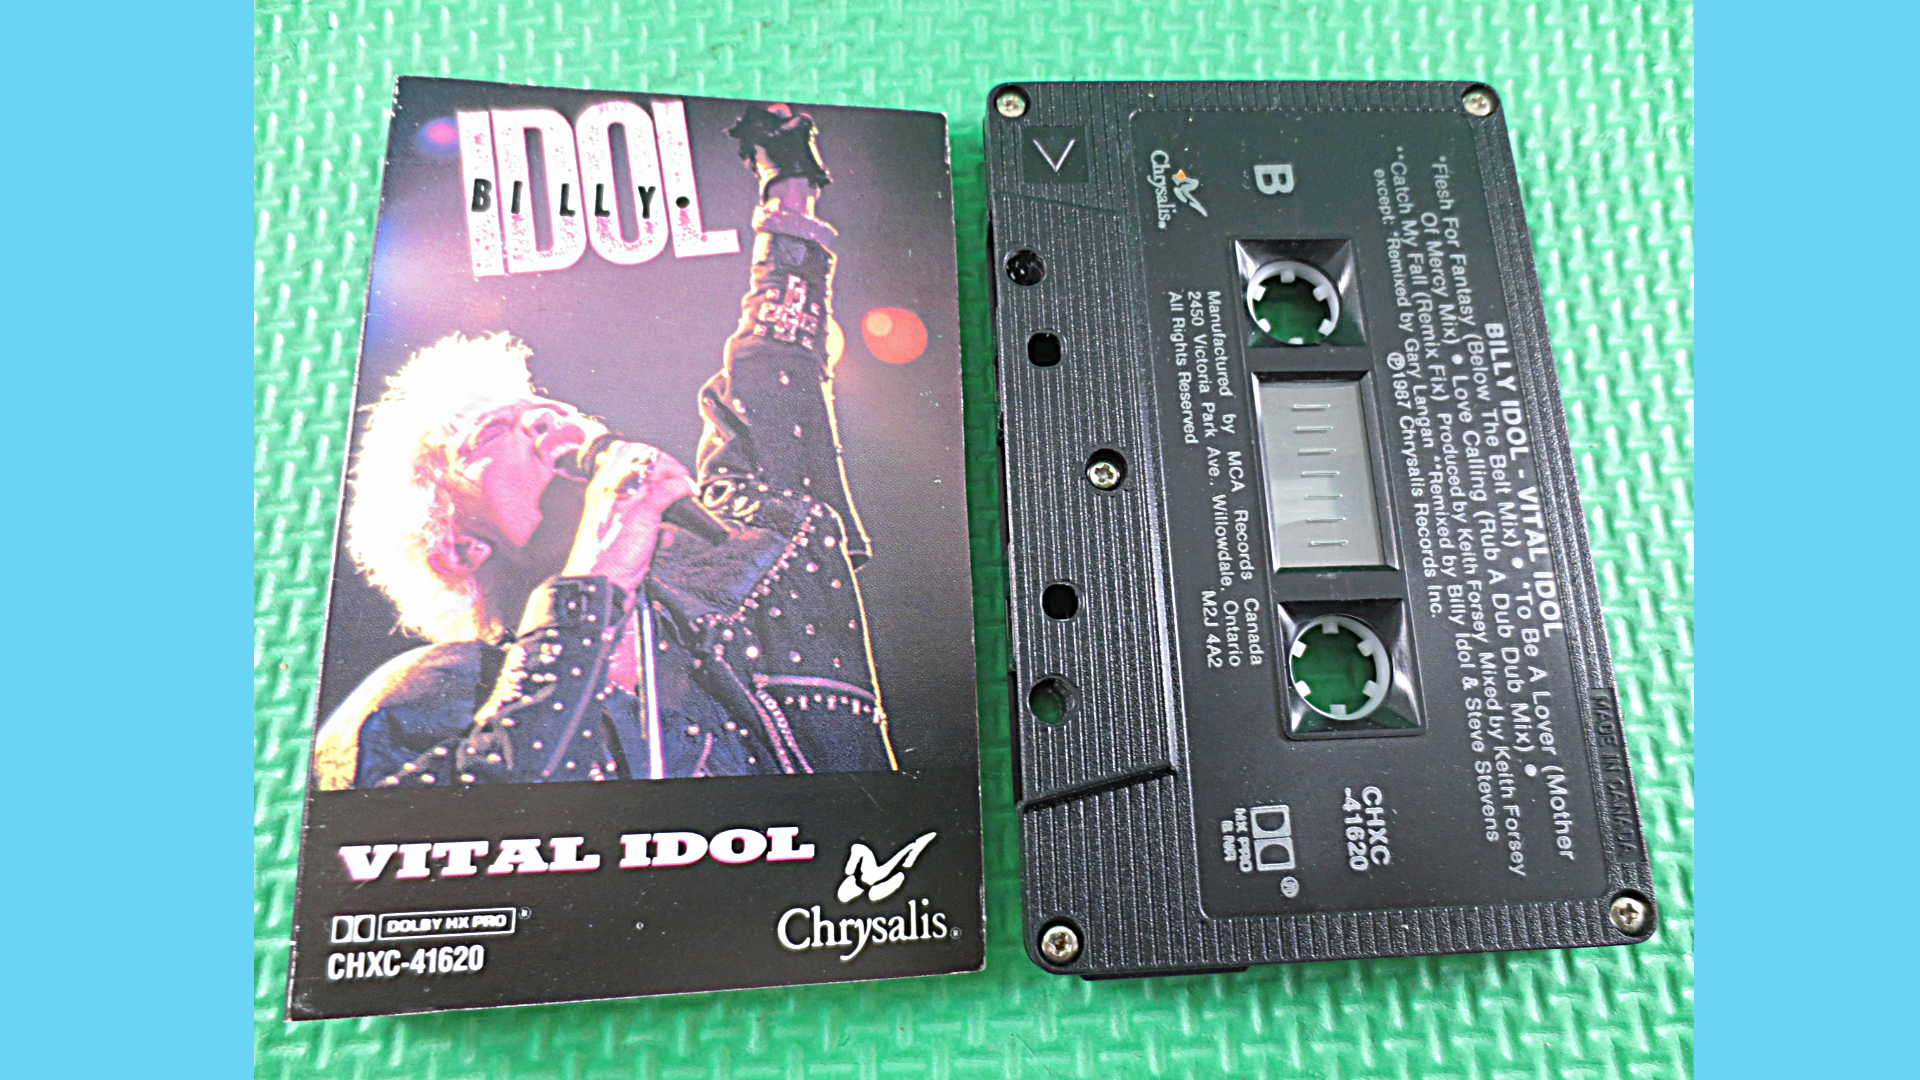 IDOL
BILLY
VITAL IDOL
DOLBY HX PRO
CHXC-41620
Chrysalis®
BILLY IDOL - VITAL IDOL
*Flesh For Fantasy (Below The Belt Mix) • *To Be A Lover (Mother
Of Mercy Mix) • Love Calling (Rub A Dub Dub Mix) •
**Catch My Fall (Remix Fix) Produced by Keith Forsey Mixed by Keith Forsey
except: *Remixed by Gary Langan **Remixed by Billy Idol & Steve Stevens
℗1987 Chrysalis Records Inc.
B
Chrysalis®
CHXC
-41620
Manufactured by MCA Records Canada
2450 Victoria Park Ave., Willowdale, Ontario
All Rights Reserved M2J 4A2
HX PRO
B NR
MADE IN CANADA